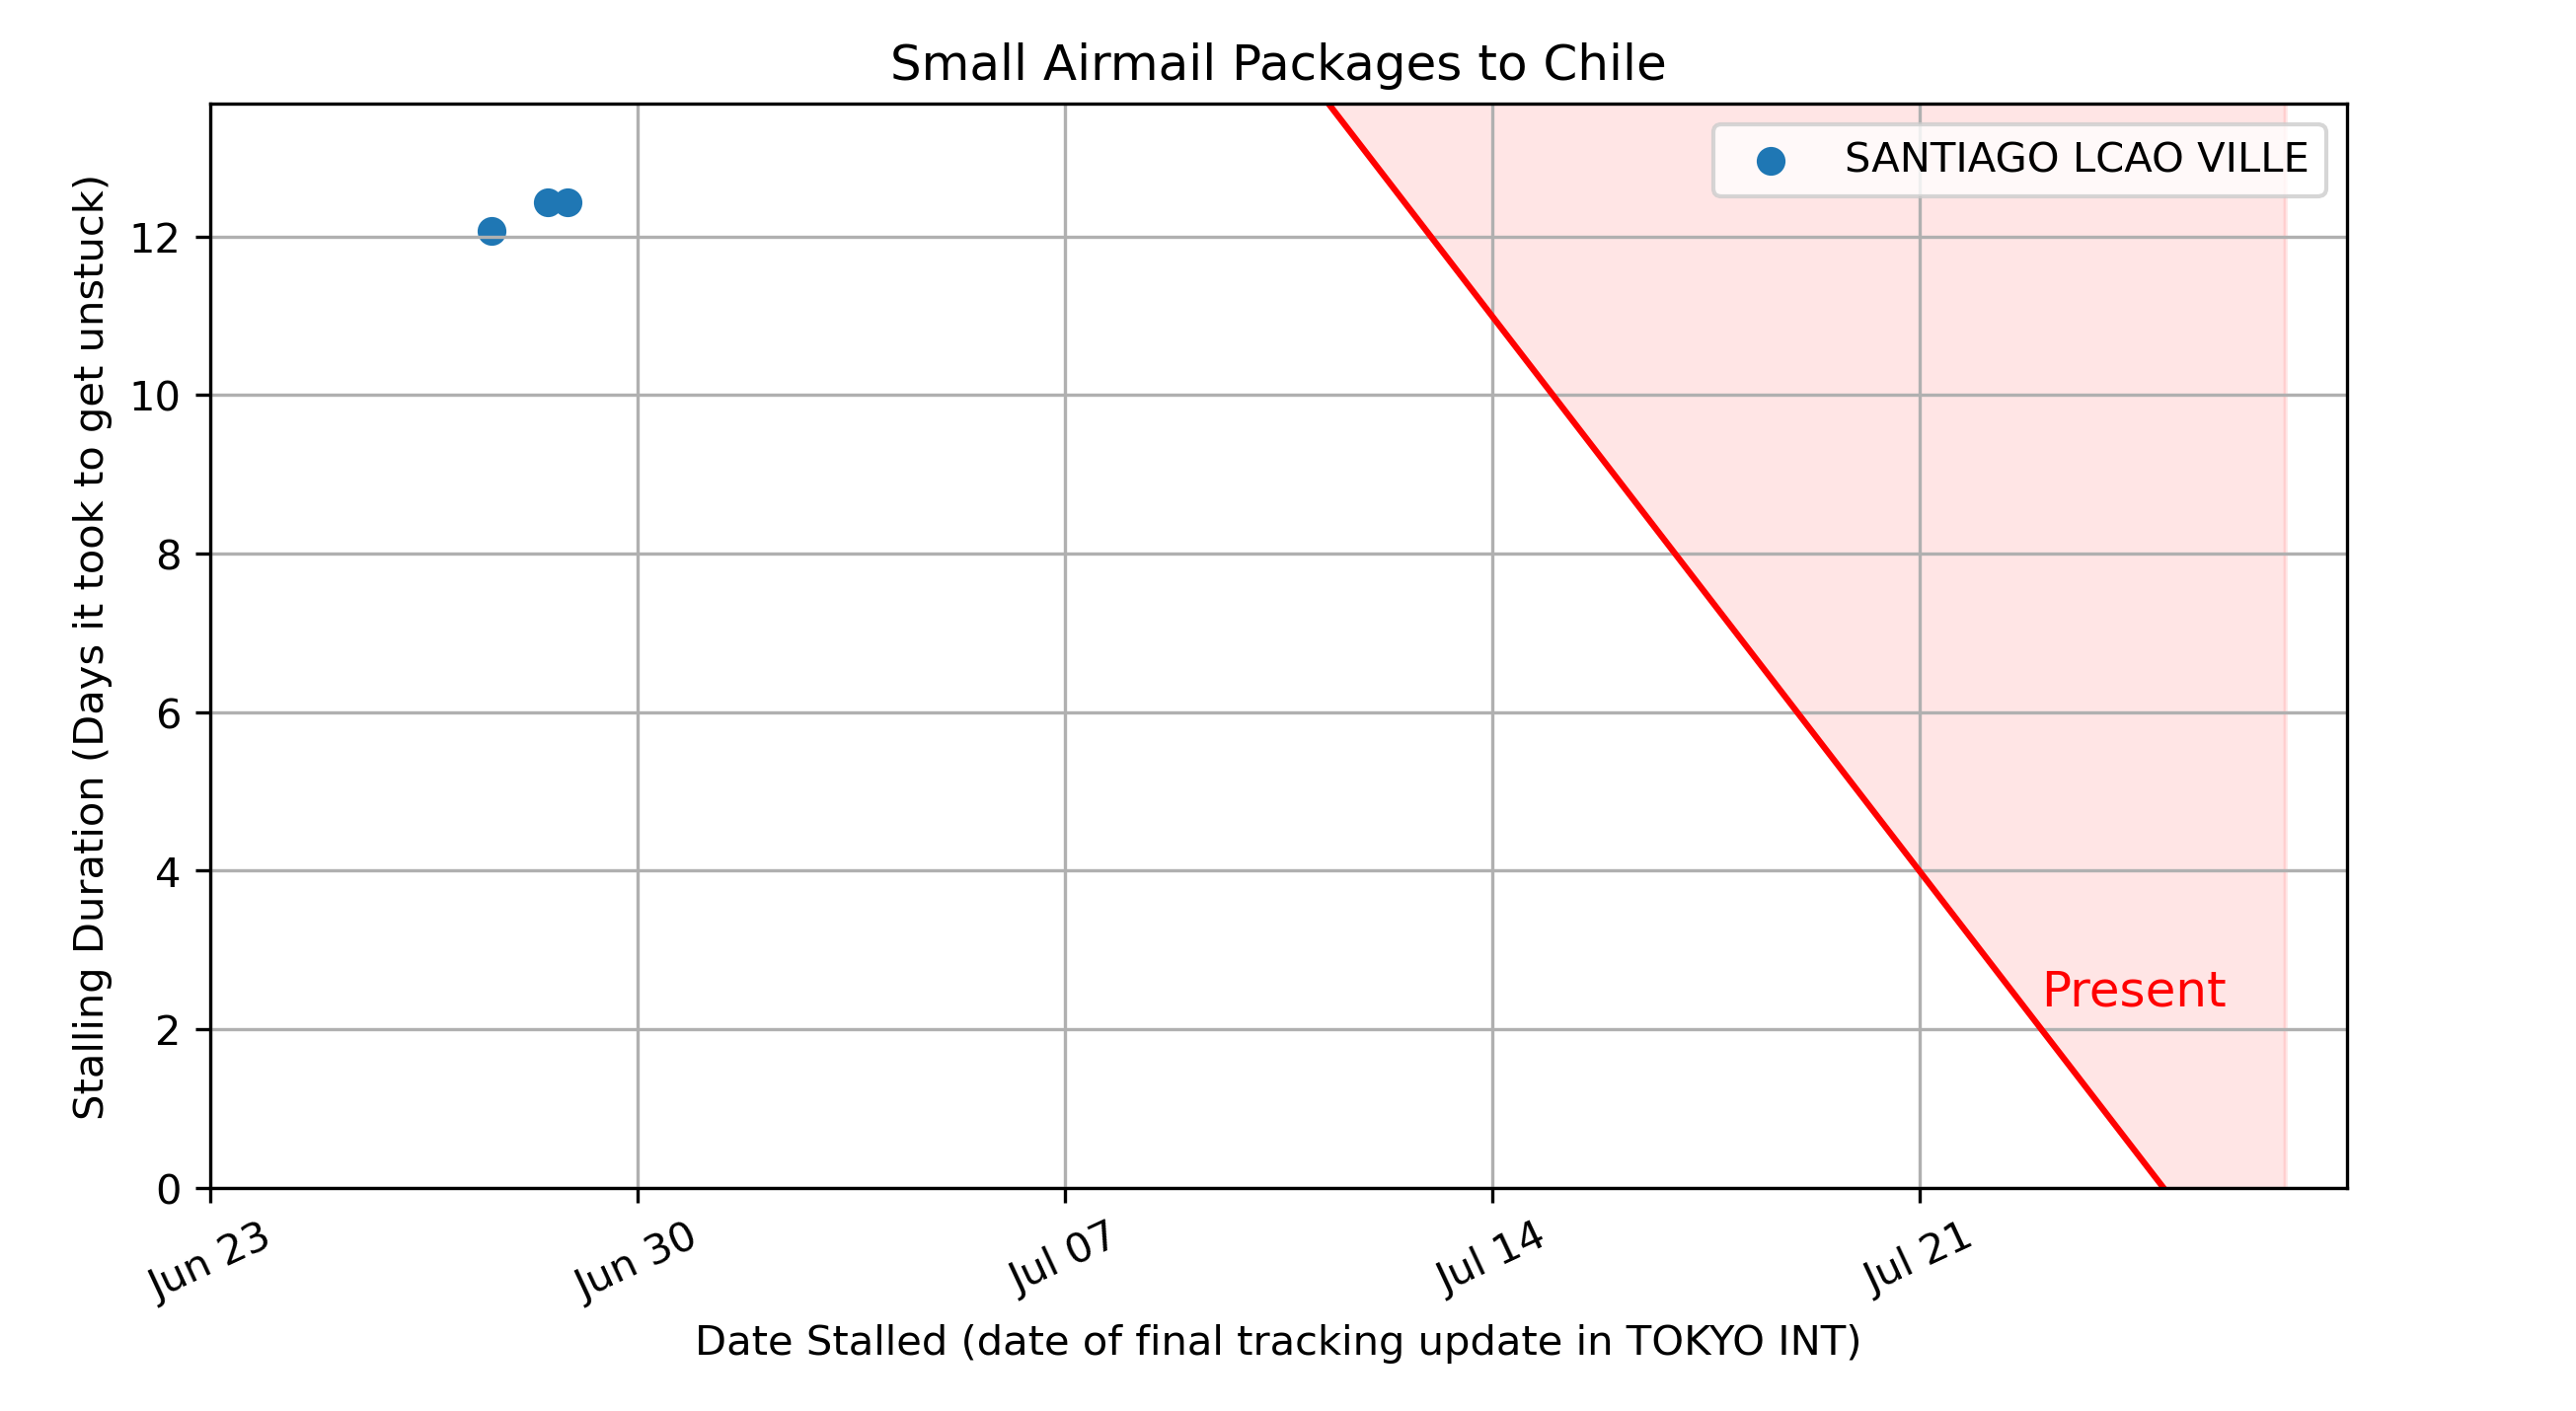 Small Airmail Packages to Chile
SANTIAGO LCAO VILLE
Stalling Duration (Days it took to get unstuck)
12
10
8
6
4
2
0
Present
Jun 23
Jun 30
Jul 07
Jul 14
Jul 21
Date Stalled (date of final tracking update in TOKYO INT)